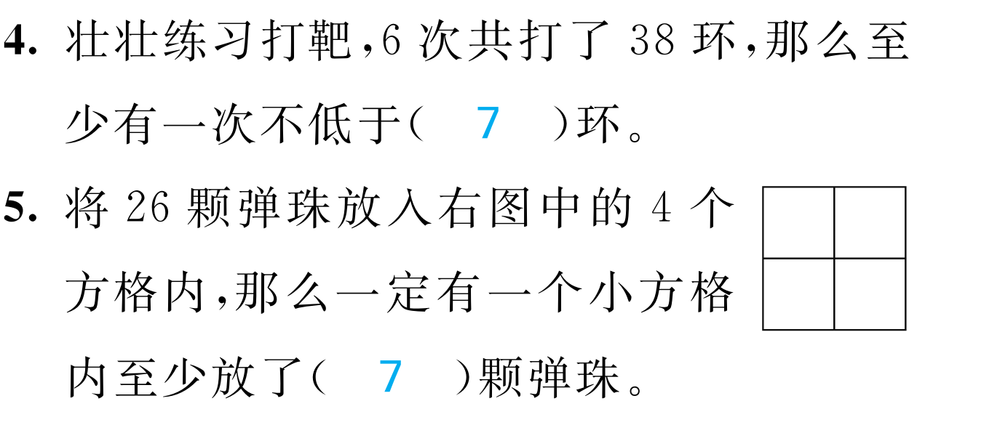 4. 壮壮练习打靶,6 次共打了 38 环,那么至
少有一次不低于( 7 )环。
5. 将 26 颗弹珠放入右图中的 4 个
方格内,那么一定有一个小方格
内至少放了( 7 )颗弹珠。